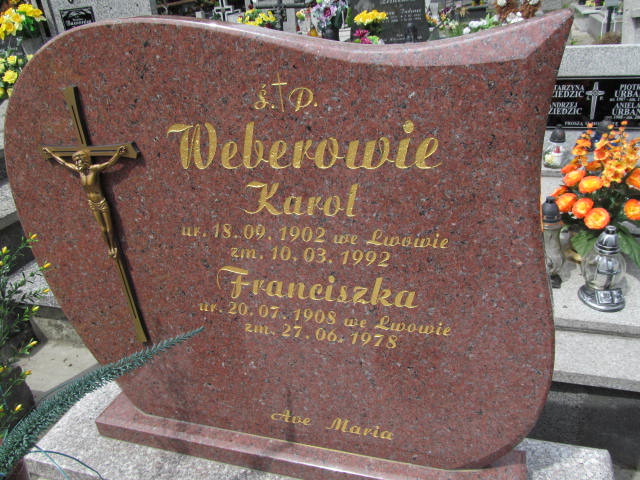 Ś. P.
Weberowie
Karol
ur. 18. 09. 1902 we Lwowie
zm. 10. 03. 1992
Franciszka
ur. 20. 07. 1908 we Lwowie
zm. 27. 06. 1978
Ave Maria